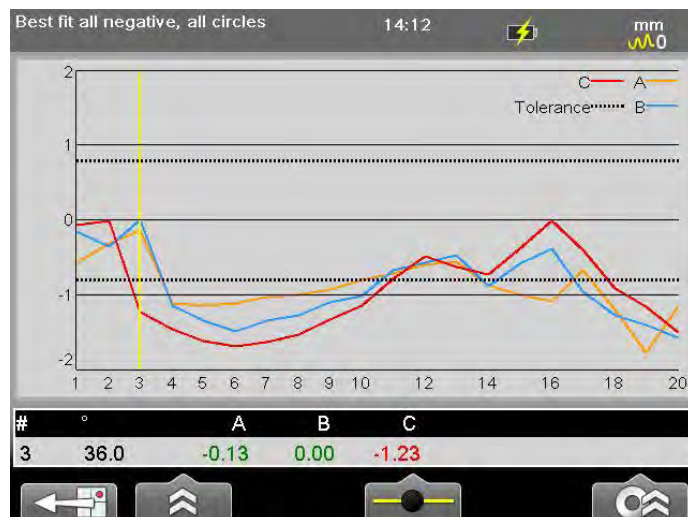 Best fit all negative, all circles 14:12 mm
0
2
C A
Tolerance B
1
0
-1
-2
1 2 3 4 5 6 7 8 9 10 12 14 16 18 20
# ° A B C
3 36.0 -0.13 0.00 -1.23